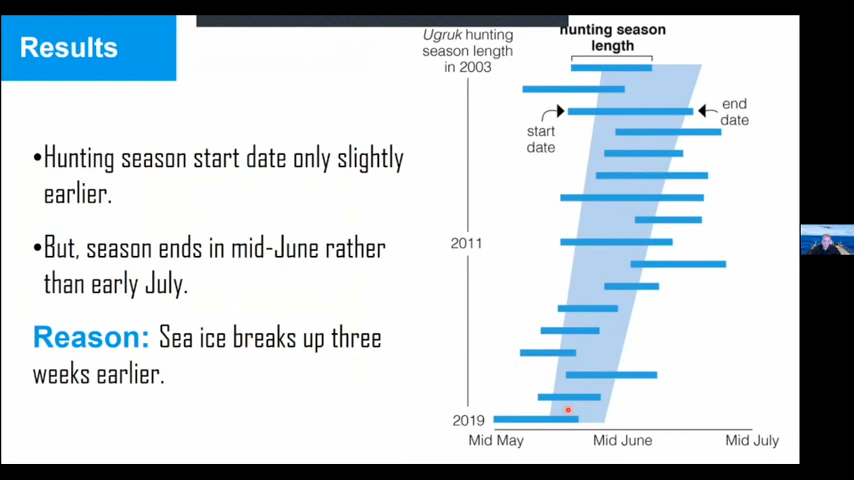 Results
•Hunting season start date only slightly
earlier.
•But, season ends in mid-June rather
than early July.
Reason: Sea ice breaks up three
weeks earlier.
Ugruk hunting
season length
in 2003
hunting season
length
start
date
end
date
2011
2019
Mid May
Mid June
Mid July